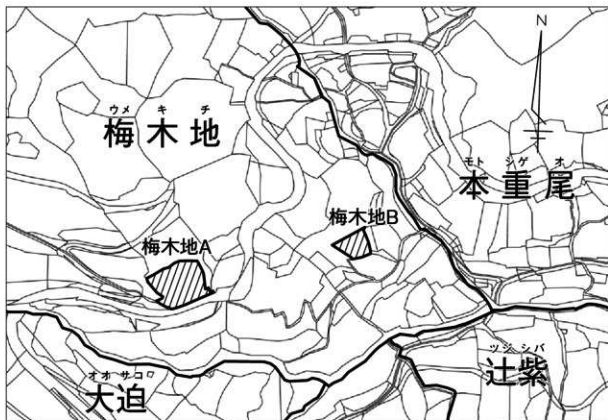 N
ウメ キ チ
梅木地
モト シゲ オ
本重尾
梅木地A
梅木地B
オオ サコ
大迫
ツジ シバ
辻紫